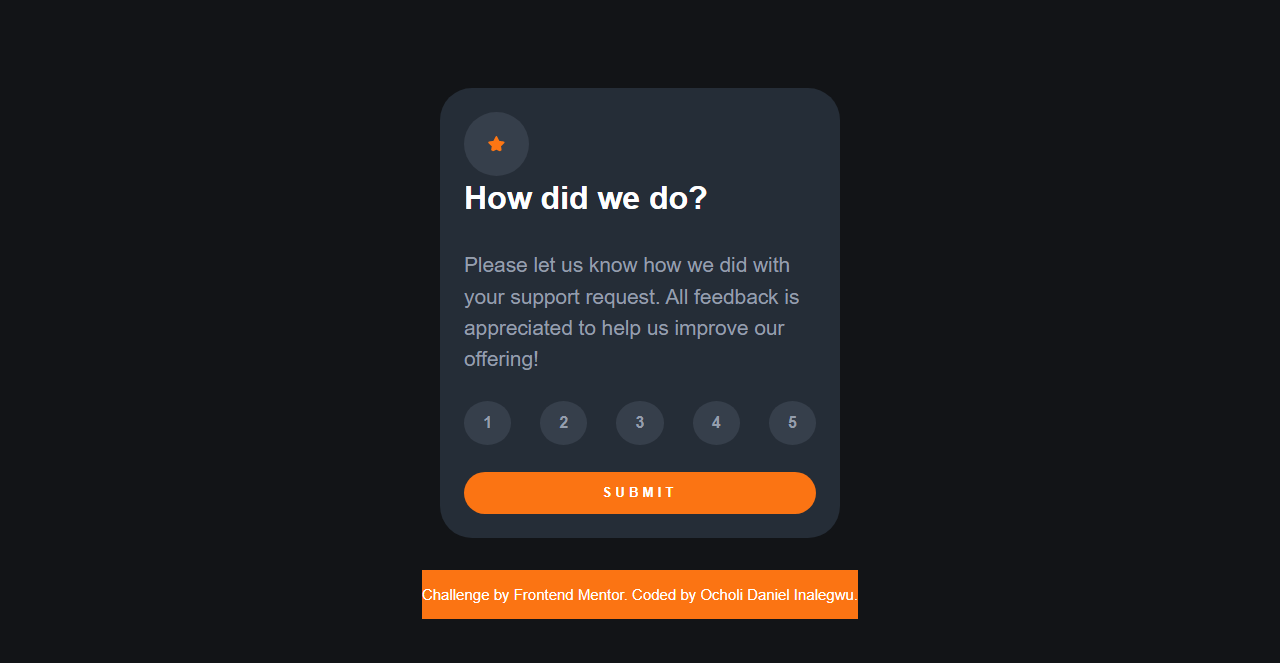 How did we do?
Please let us know how we did with
your support request. All feedback is
appreciated to help us improve our
offering!
1 2 3 4 5
SUBMIT
Challenge by Frontend Mentor. Coded by Ocholi Daniel Inalegwu.